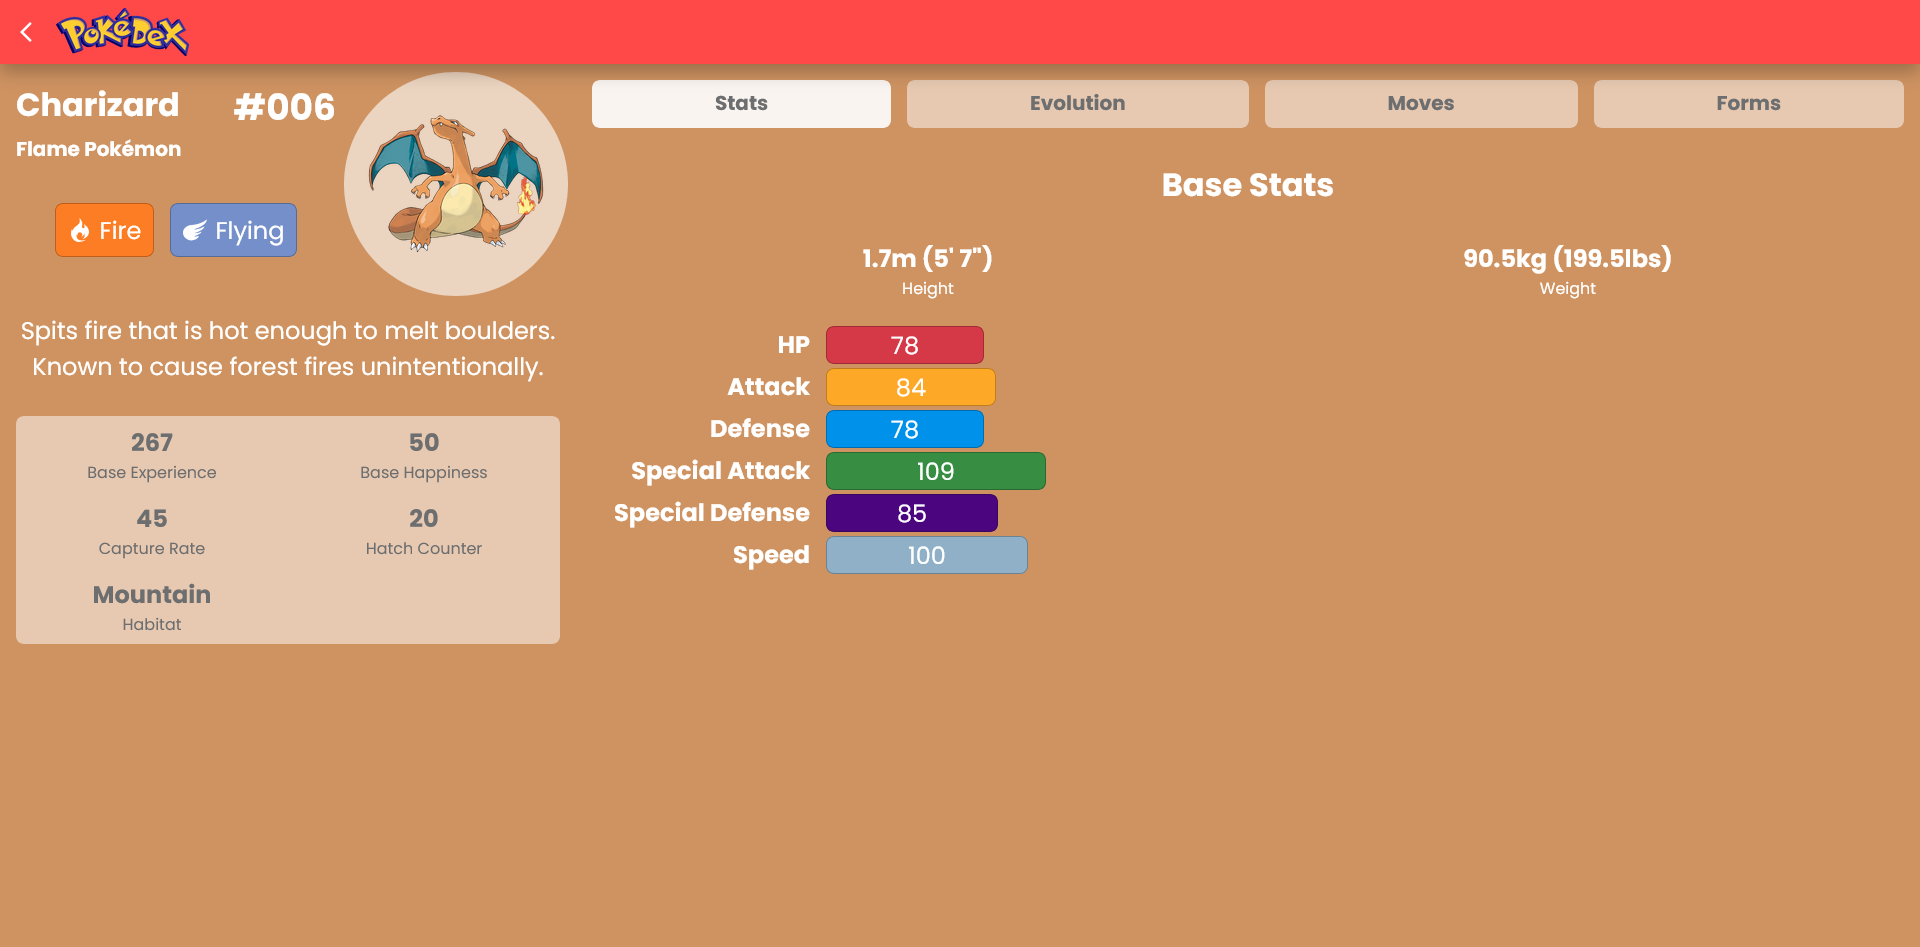 PokéDex
Charizard #006
Flame Pokémon
Fire Flying
Spits fire that is hot enough to melt boulders.
Known to cause forest fires unintentionally.
267 50
Base Experience Base Happiness
45 20
Capture Rate Hatch Counter
Mountain
Habitat
Stats Evolution Moves Forms
Base Stats
1.7m (5' 7") 90.5kg (199.5lbs)
Height Weight
HP 78
Attack 84
Defense 78
Special Attack 109
Special Defense 85
Speed 100